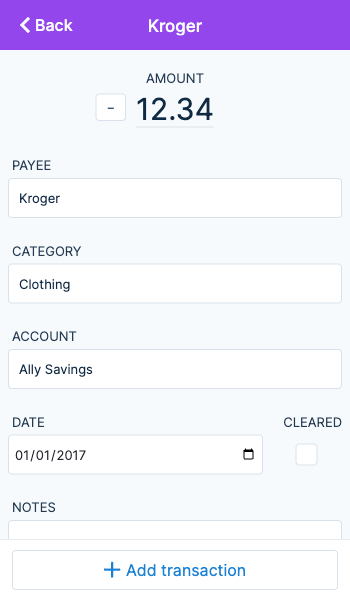 Back
Kroger
AMOUNT
- 12.34
PAYEE
Kroger
CATEGORY
Clothing
ACCOUNT
Ally Savings
DATE CLEARED
01/01/2017
NOTES
+ Add transaction